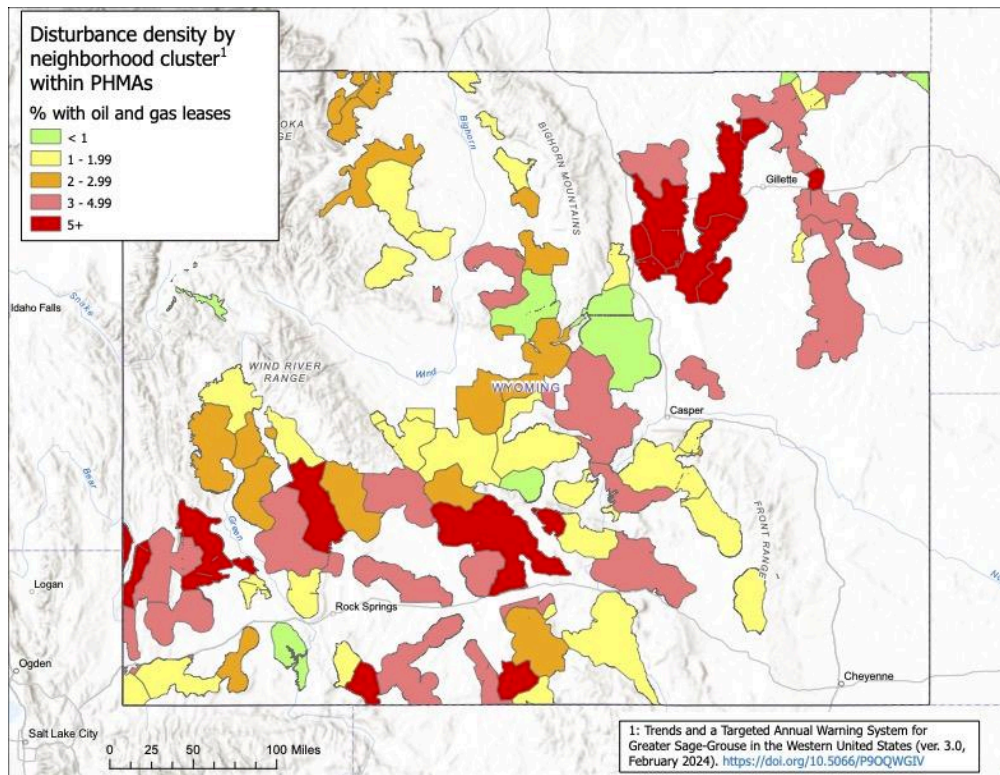 Disturbance density by
neighborhood cluster1
within PHMAs
% with oil and gas leases
< 1
1 - 1.99
2 - 2.99
3 - 4.99
5+
OKA
GE
Bighorn
BIGHORN MOUNTAINS
Gillette
Idaho Falls
Snake
WIND RIVER
RANGE
Wind
WYOMING
Casper
Bear
Green
FRONT RANGE
Logan
Rock Springs
Ogden
Cheyenne
Salt Lake City
0 25 50 100 Miles
1: Trends and a Targeted Annual Warning System for
Greater Sage-Grouse in the Western United States (ver. 3.0,
February 2024). https://doi.org/10.5066/P9OQWGIV